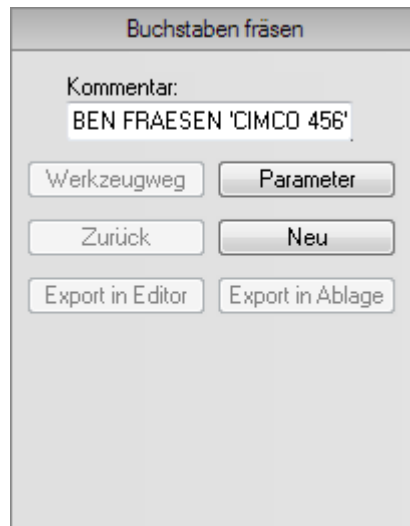 Buchstaben fräsen
Kommentar:
BEN FRAESEN 'CIMCO 456'
Werkzeugweg Parameter
Zurück Neu
Export in Editor Export in Ablage